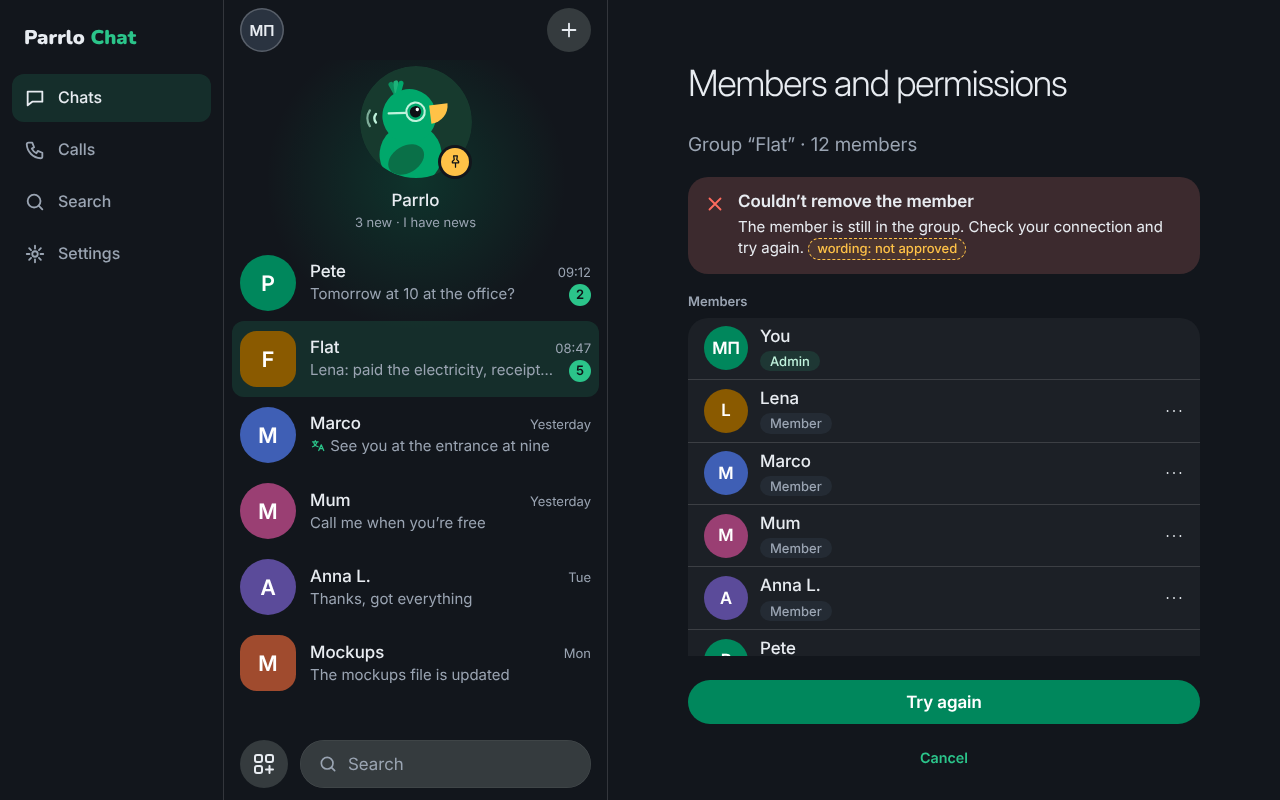 Parrlo Chat
Chats
Calls
Search
Settings
МП
Parrlo
3 new · I have news
Pete
09:12
Tomorrow at 10 at the office?
2
Flat
08:47
Lena: paid the electricity, receipt…
5
Marco
Yesterday
See you at the entrance at nine
Mum
Yesterday
Call me when you’re free
Anna L.
Tue
Thanks, got everything
Mockups
Mon
The mockups file is updated
Search
P
F
M
M
A
M
Members and permissions
Group “Flat” · 12 members
Couldn’t remove the member
The member is still in the group. Check your connection and
try again. wording: not approved
Members
МП
You
Admin
L
Lena
Member
M
Marco
Member
M
Mum
Member
A
Anna L.
Member
Pete
Try again
Cancel